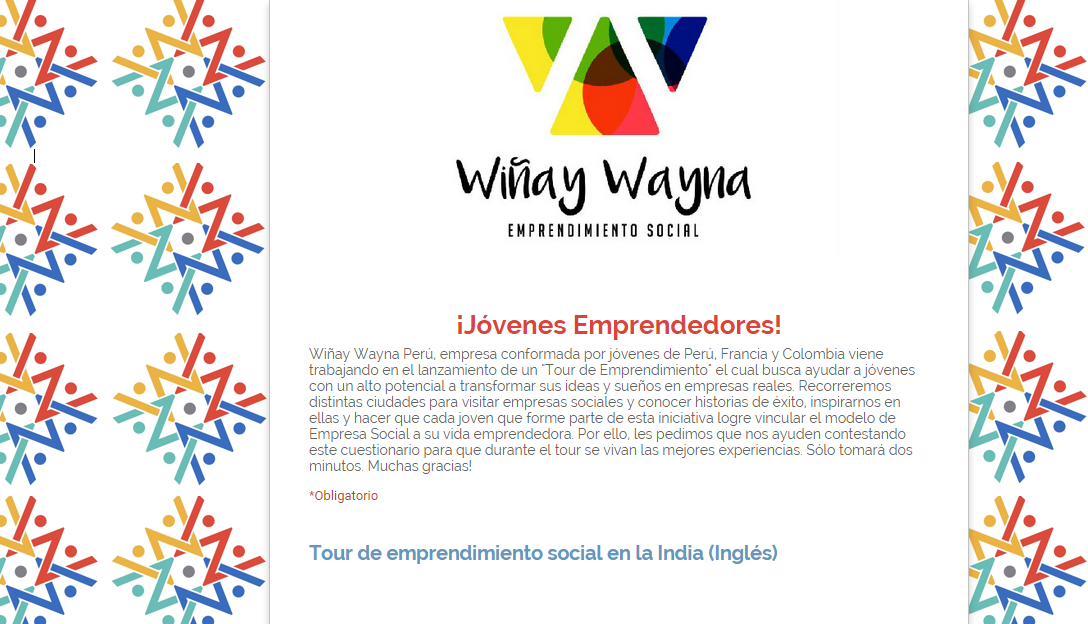 Wiñay Wayna
EMPRENDIMIENTO SOCIAL
¡Jóvenes Emprendedores!
Wiñay Wayna Perú, empresa conformada por jóvenes de Perú, Francia y Colombia viene
trabajando en el lanzamiento de un "Tour de Emprendimiento" el cual busca ayudar a jóvenes
con un alto potencial a transformar sus ideas y sueños en empresas reales. Recorreremos
distintas ciudades para visitar empresas sociales y conocer historias de éxito, inspirarnos en
ellas y hacer que cada joven que forme parte de esta iniciativa logre vincular el modelo de
Empresa Social a su vida emprendedora. Por ello, les pedimos que nos ayuden contestando
este cuestionario para que durante el tour se vivan las mejores experiencias. Sólo tomará dos
minutos. Muchas gracias!
*Obligatorio
Tour de emprendimiento social en la India (Inglés)